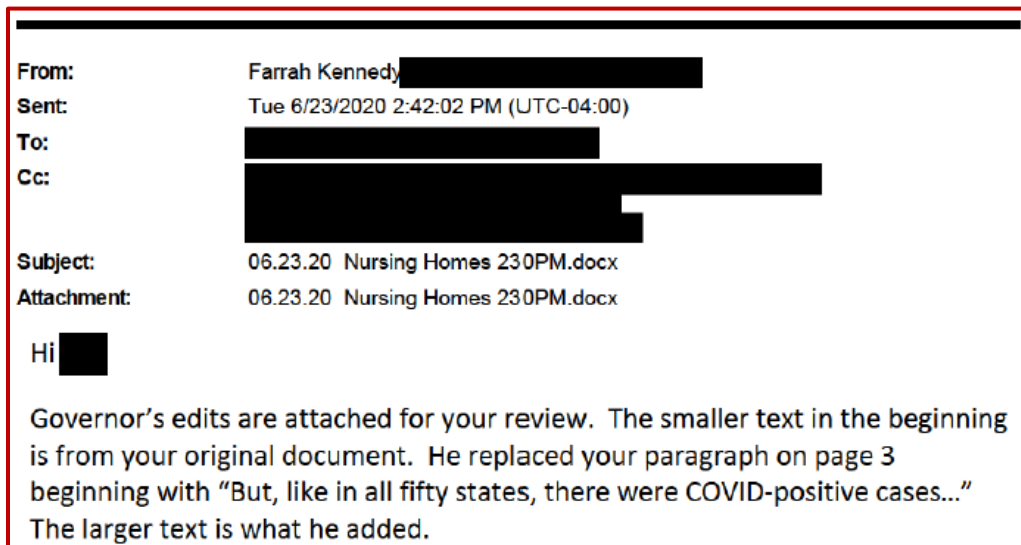 From: Farrah Kennedy
Sent: Tue 6/23/2020 2:42:02 PM (UTC-04:00)
To:
Cc:
Subject: 06.23.20 Nursing Homes 230PM.docx
Attachment: 06.23.20 Nursing Homes 230PM.docx
Hi
Governor's edits are attached for your review. The smaller text in the beginning
is from your original document. He replaced your paragraph on page 3
beginning with “But, like in all fifty states, there were COVID-positive cases…”
The larger text is what he added.